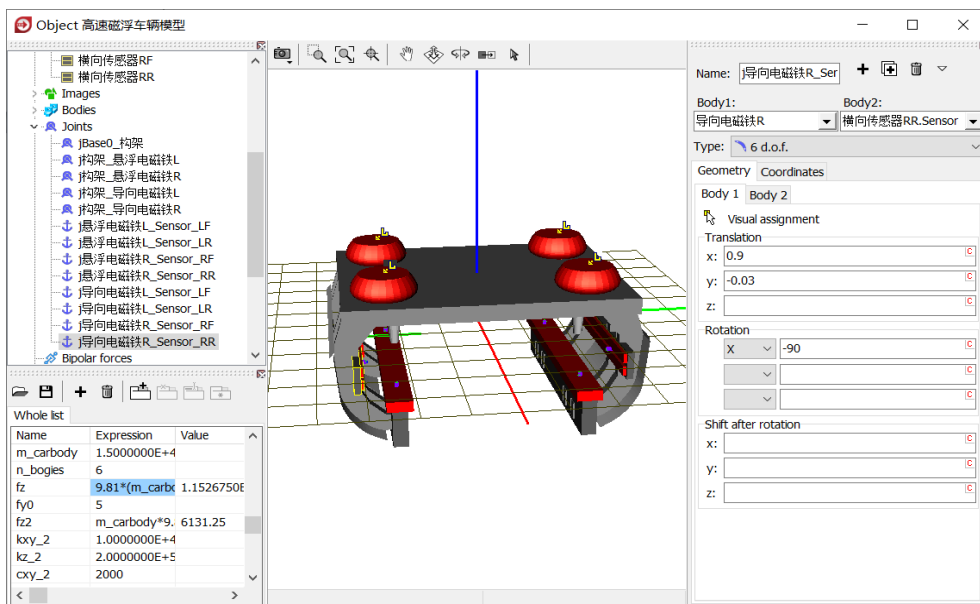 Object 高速磁浮车辆模型
横向传感器RF
横向传感器RR
Images
Bodies
Joints
jBase0_构架
j构架_悬浮电磁铁L
j构架_悬浮电磁铁R
j构架_导向电磁铁L
j构架_导向电磁铁R
j悬浮电磁铁L_Sensor_LF
j悬浮电磁铁L_Sensor_LR
j悬浮电磁铁R_Sensor_RF
j悬浮电磁铁R_Sensor_RR
j导向电磁铁L_Sensor_LF
j导向电磁铁L_Sensor_LR
j导向电磁铁R_Sensor_RF
j导向电磁铁R_Sensor_RR
Bipolar forces
Whole list
Name Expression Value
m_carbody 1.5000000E+4
n_bogies 6
fz 9.81*(m_carbo 1.1526750E
fy0 5
fz2 m_carbody*9. 6131.25
kxy_2 1.0000000E+4
kz_2 2.0000000E+5
cxy_2 2000
Name: j导向电磁铁R_Ser
Body1: Body2:
导向电磁铁R 横向传感器RR.Sensor
Type: 6 d.o.f.
Geometry Coordinates
Body 1 Body 2
Visual assignment
Translation
x: 0.9 C
y: -0.03 C
z: C
Rotation
X -90 C
C
C
Shift after rotation
x: C
y: C
z: C